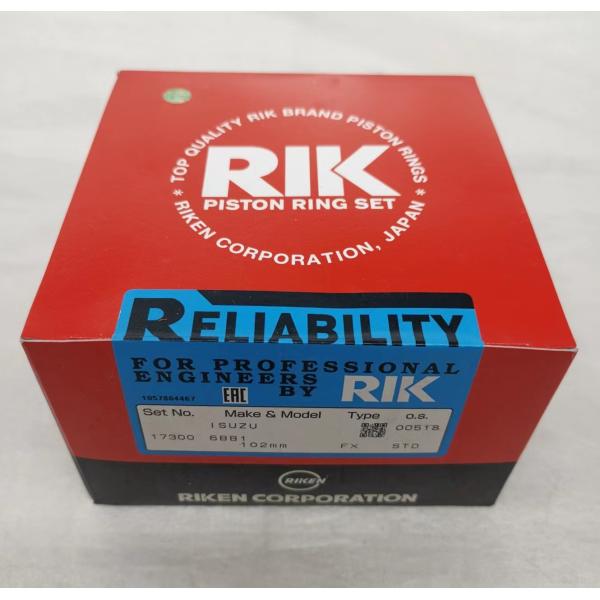 * TOP QUALITY RIK BRAND PISTON RINGS *
RIK
PISTON RING SET
RIKEN CORPORATION, JAPAN
RELIABILITY
FOR PROFESSIONAL
ENGINEERS
BY
RIK
1057864467
EAC
Set No. Make & Model Type o.s.
ISUZU 00518
17300 6BB1 FX STD
102mm
RIKEN
RIKEN CORPORATION